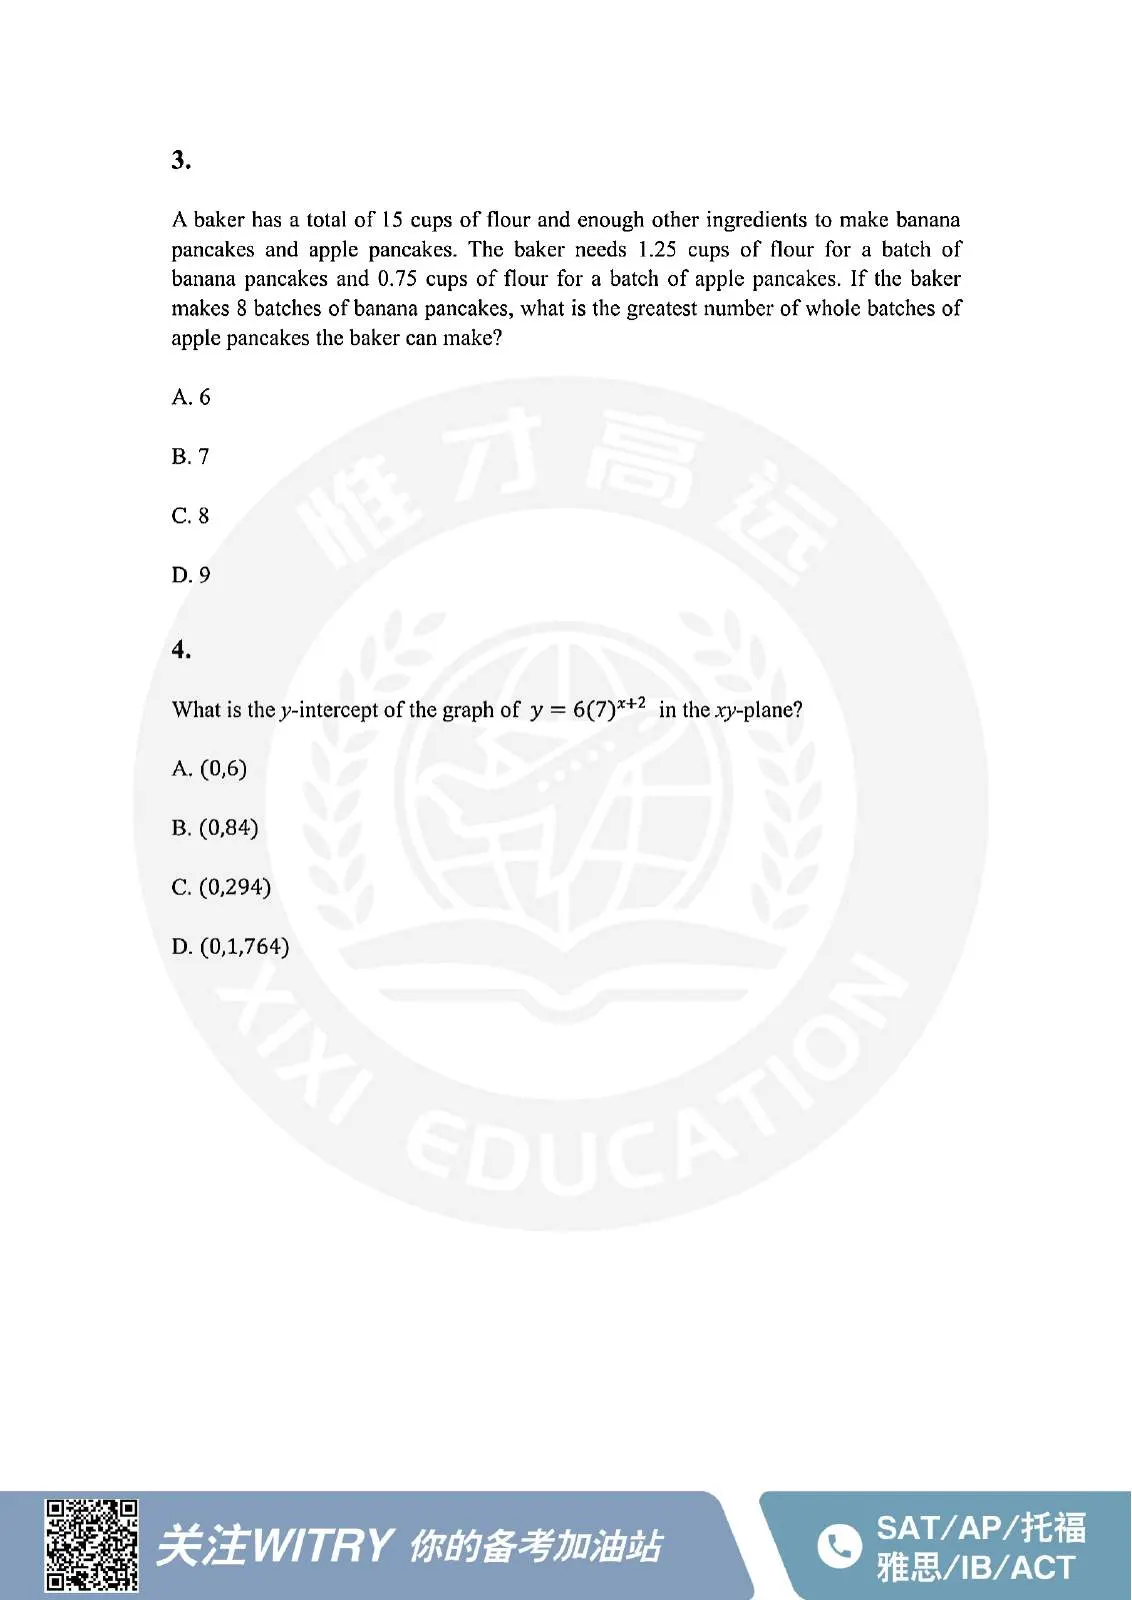 3.
A baker has a total of 15 cups of flour and enough other ingredients to make banana
pancakes and apple pancakes. The baker needs 1.25 cups of flour for a batch of
banana pancakes and 0.75 cups of flour for a batch of apple pancakes. If the baker
makes 8 batches of banana pancakes, what is the greatest number of whole batches of
apple pancakes the baker can make?
A. 6
B. 7
C. 8
D. 9
4.
What is the y-intercept of the graph of y = 6(7)^{x+2} in the xy-plane?
A. (0,6)
B. (0,84)
C. (0,294)
D. (0,1,764)
惟才高远
XIXI EDUCATION
关注WITRY 你的备考加油站
SAT/AP/托福
雅思/IB/ACT